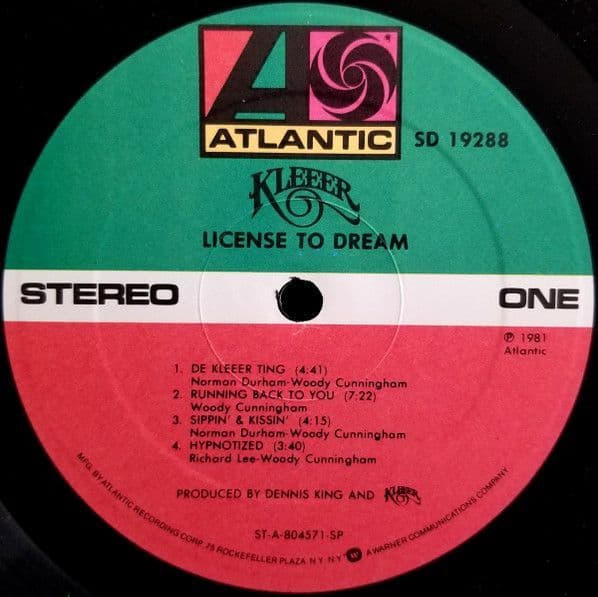 ATLANTIC
SD 19288
KLEEER
LICENSE TO DREAM
STEREO
ONE
℗ 1981
Atlantic
1. DE KLEEER TING (4:41)
Norman Durham-Woody Cunningham
2. RUNNING BACK TO YOU (7:22)
Woody Cunningham
3. SIPPIN' & KISSIN' (4:15)
Norman Durham-Woody Cunningham
4. HYPNOTIZED (3:40)
Richard Lee-Woody Cunningham
PRODUCED BY DENNIS KING AND KLEEER
ST-A-804571-SP
MFG. BY ATLANTIC RECORDING CORP. 75 ROCKEFELLER PLAZA N.Y. N.Y. W A WARNER COMMUNICATIONS COMPANY